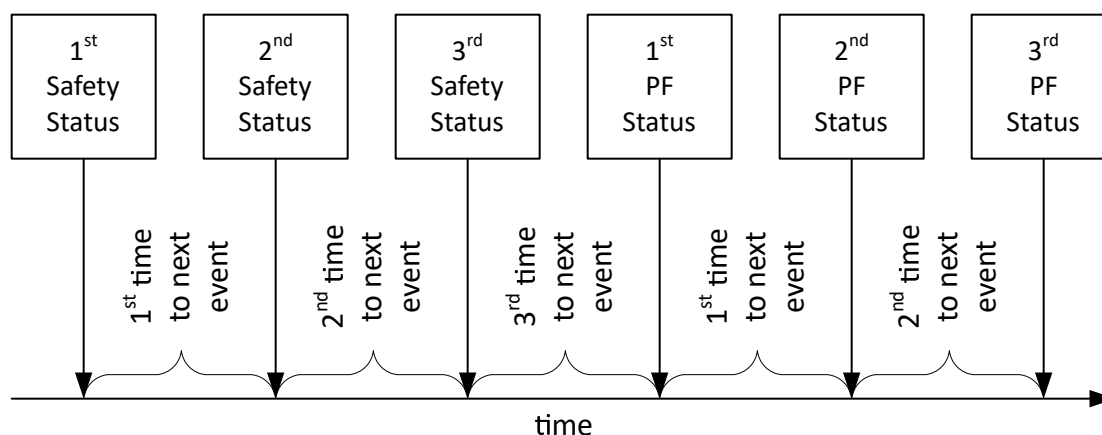 1st
Safety
Status
2nd
Safety
Status
3rd
Safety
Status
1st
PF
Status
2nd
PF
Status
3rd
PF
Status
1st time
to next
event
2nd time
to next
event
3rd time
to next
event
1st time
to next
event
2nd time
to next
event
time